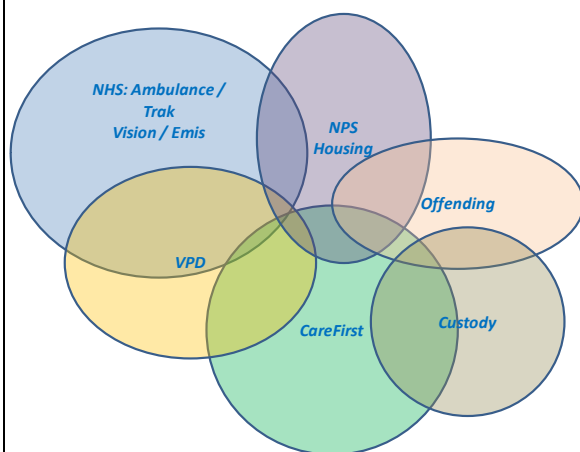 NHS: Ambulance /
Trak
Vision / Emis
NPS
Housing
Offending
VPD
CareFirst
Custody